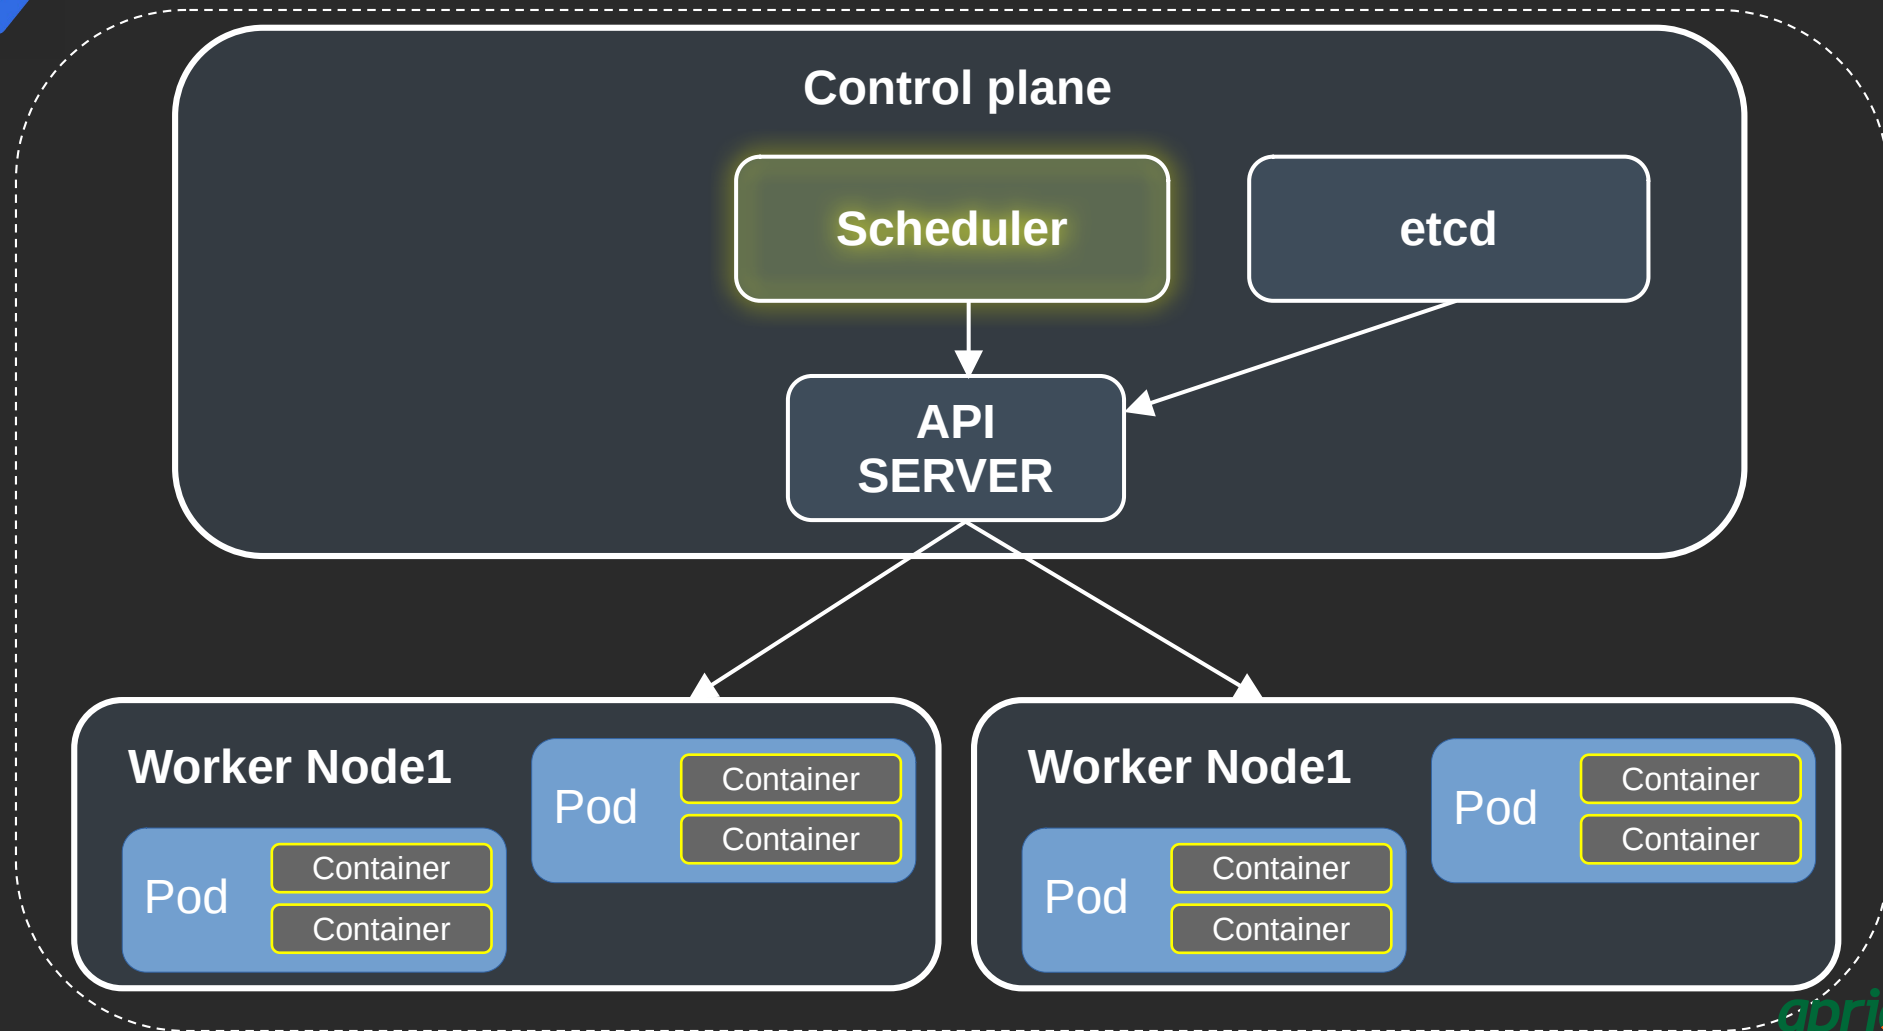 Control plane
Scheduler
etcd
API
SERVER
Worker Node1
Pod
Container
Container
Pod
Container
Container
Worker Node1
Pod
Container
Container
Pod
Container
Container